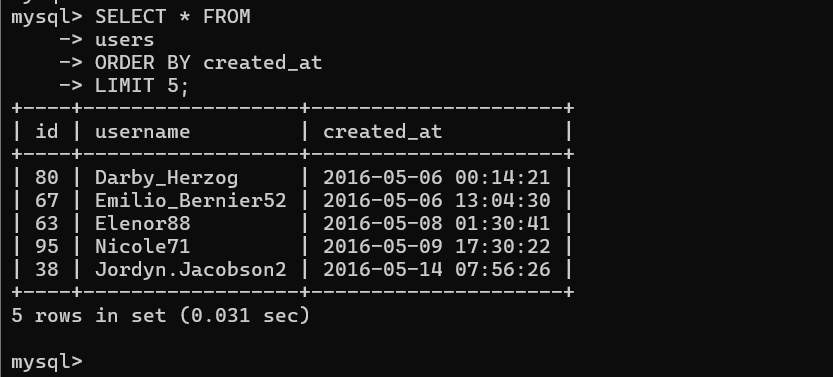 mysql> SELECT * FROM
    -> users
    -> ORDER BY created_at
    -> LIMIT 5;
+----+------------------+---------------------+
| id | username         | created_at          |
+----+------------------+---------------------+
| 80 | Darby_Herzog     | 2016-05-06 00:14:21 |
| 67 | Emilio_Bernier52 | 2016-05-06 13:04:30 |
| 63 | Elenor88         | 2016-05-08 01:30:41 |
| 95 | Nicole71         | 2016-05-09 17:30:22 |
| 38 | Jordyn.Jacobson2 | 2016-05-14 07:56:26 |
+----+------------------+---------------------+
5 rows in set (0.031 sec)
mysql>